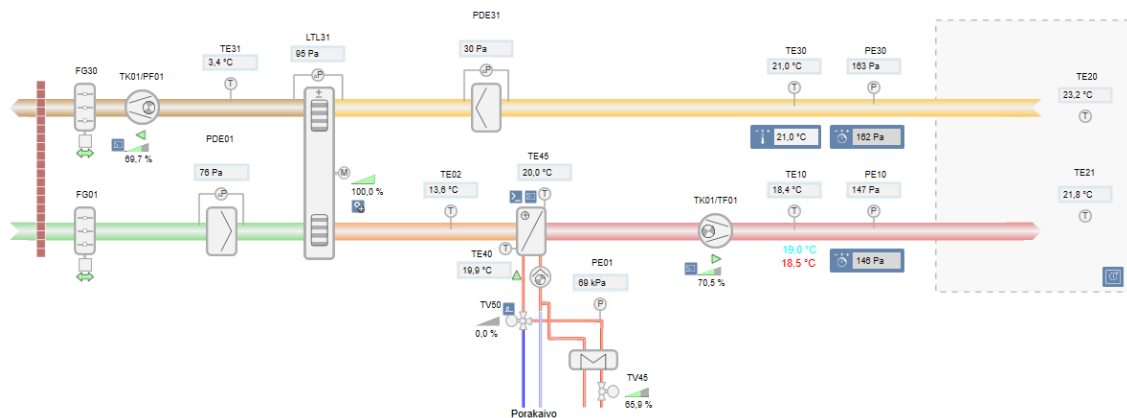 PDE31
30 Pa
LTL31
95 Pa
TE31
3,4 °C
TE30
21,0 °C
PE30
163 Pa
FG30
TK01/PF01
TE20
23,2 °C
69,7 %
21,0 °C
162 Pa
PDE01
76 Pa
100,0 %
TE02
13,6 °C
TE45
20,0 °C
TE10
18,4 °C
PE10
147 Pa
TE21
21,8 °C
FG01
TK01/TF01
19,0 °C
18,5 °C
146 Pa
70,5 %
TE40
19,9 °C
PE01
69 kPa
TV50
0,0 %
TV45
65,9 %
Porakaivo
T
P
T
T
P
T
M
T
T
T
P
T
T
P